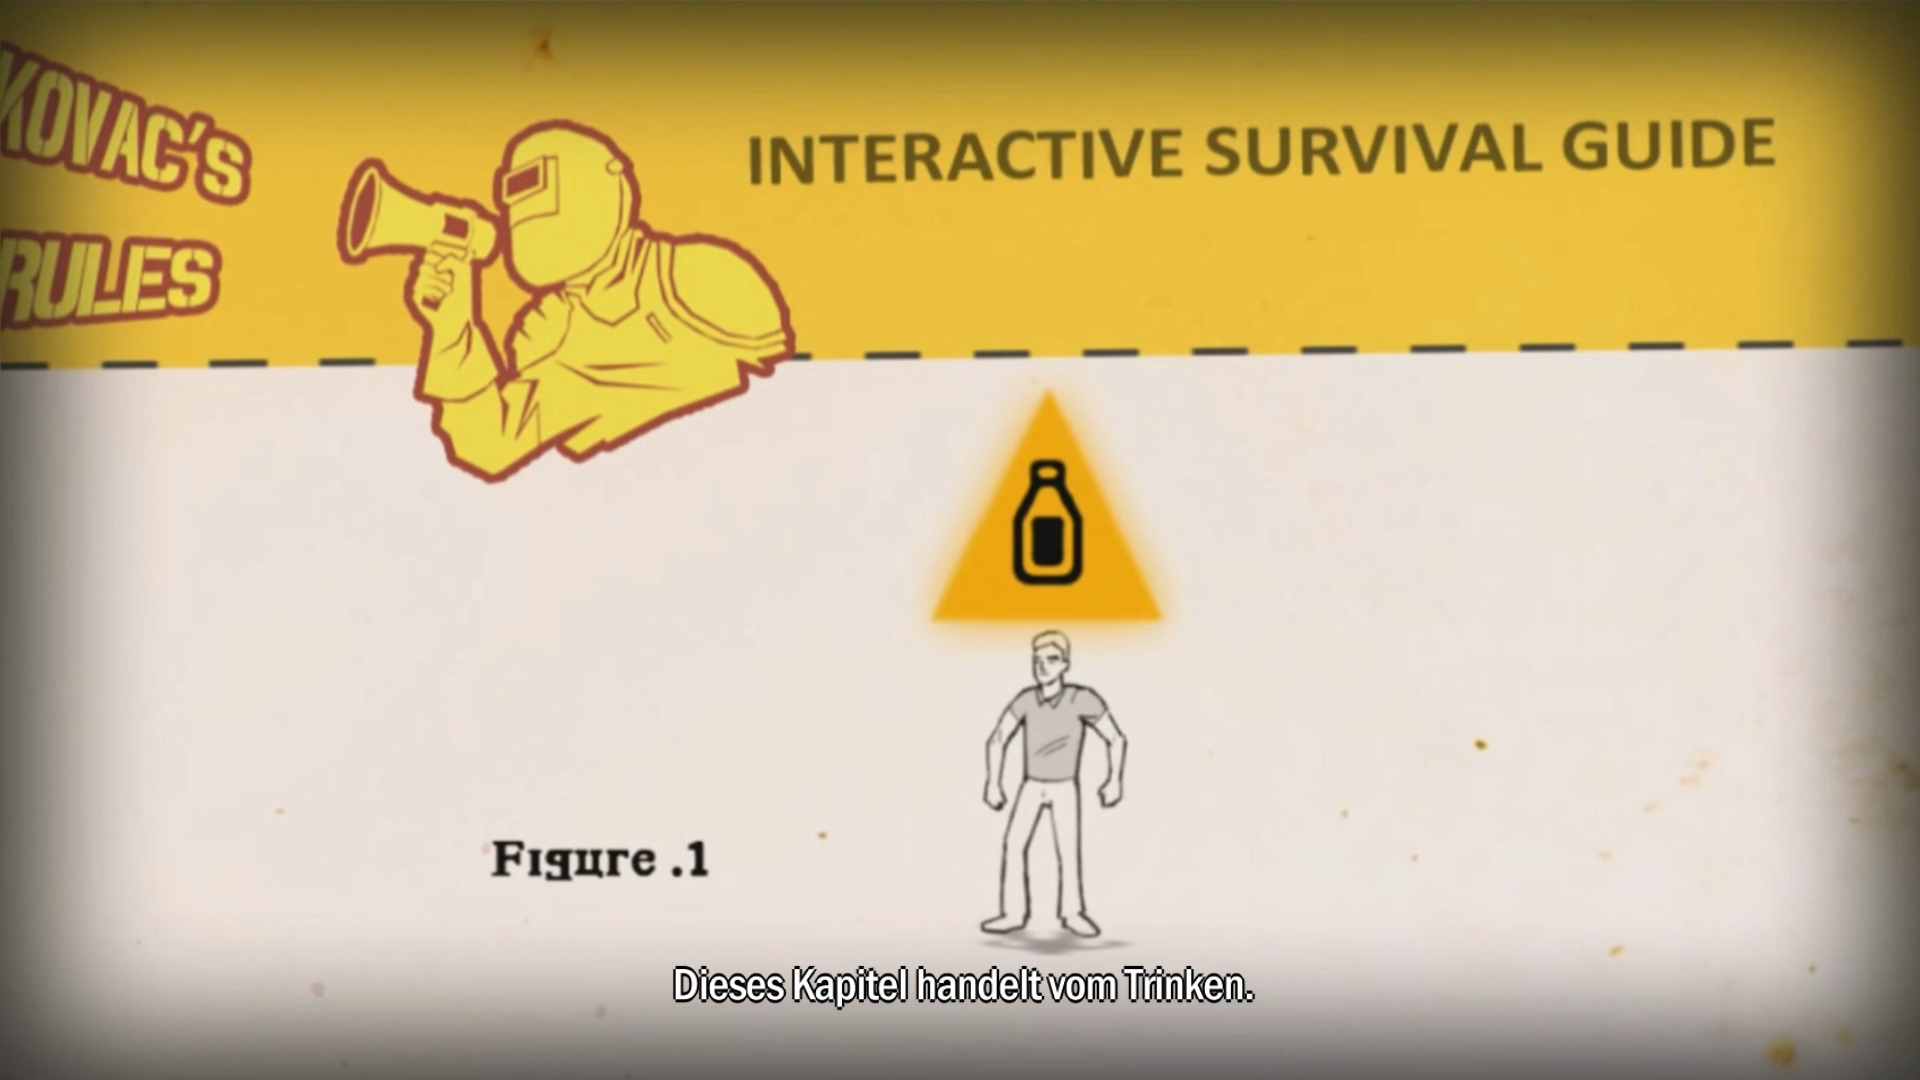 KOVAC'S
RULES
INTERACTIVE SURVIVAL GUIDE
Figure .1
Dieses Kapitel handelt vom Trinken.